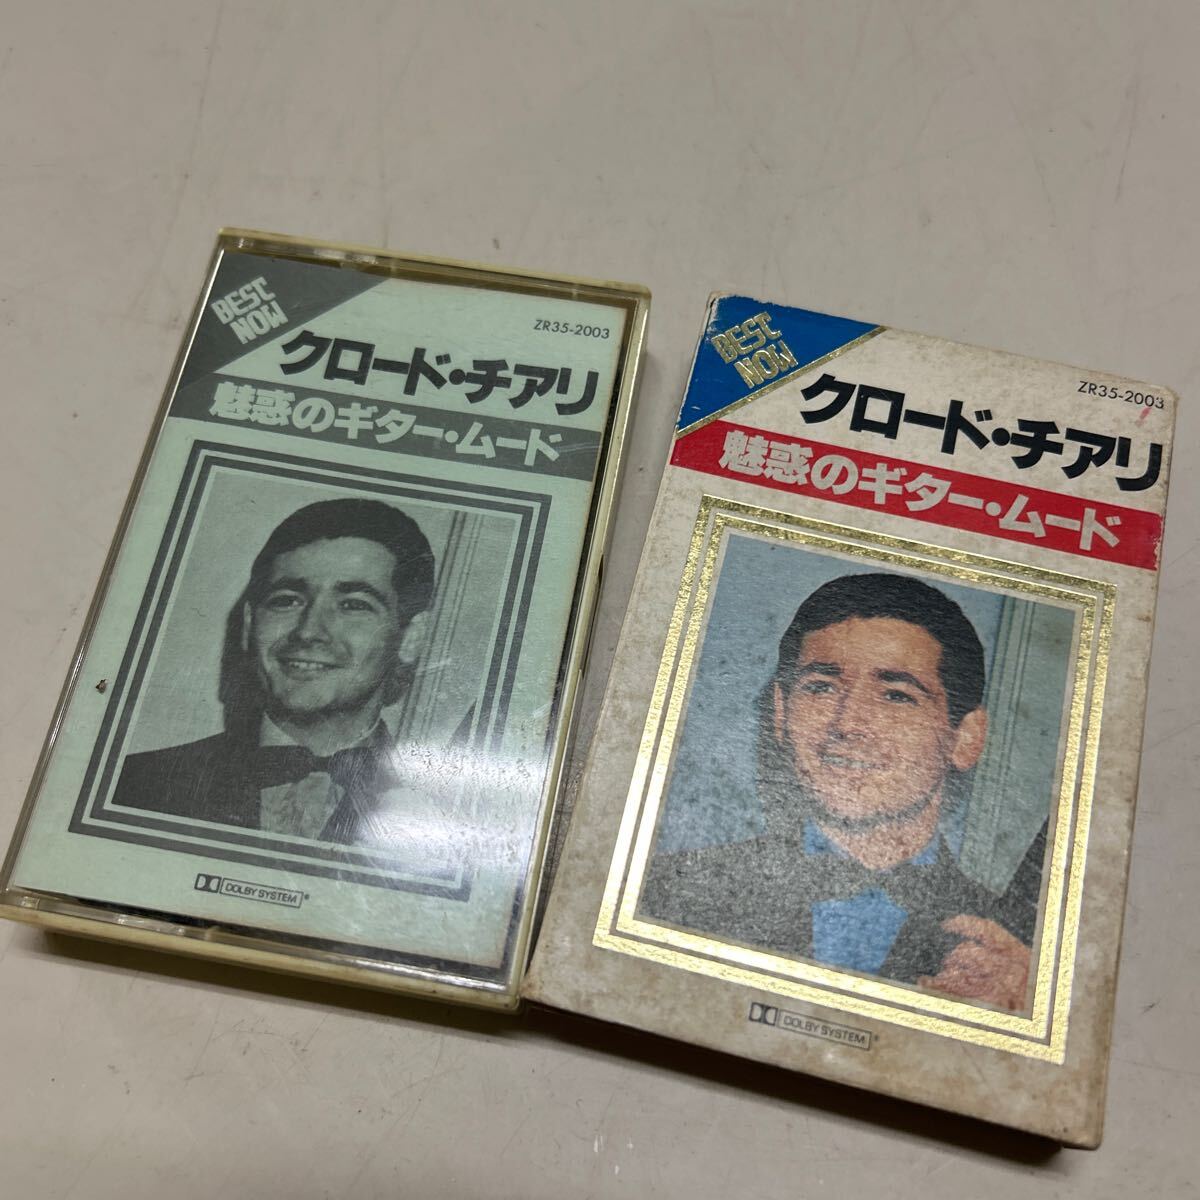 BEST
NOW
ZR35-2003
クロード・チアリ
魅惑のギター・ムード
DOLBY SYSTEM®
BEST
NOW
ZR35-2003
クロード・チアリ
魅惑のギター・ムード
DOLBY SYSTEM®